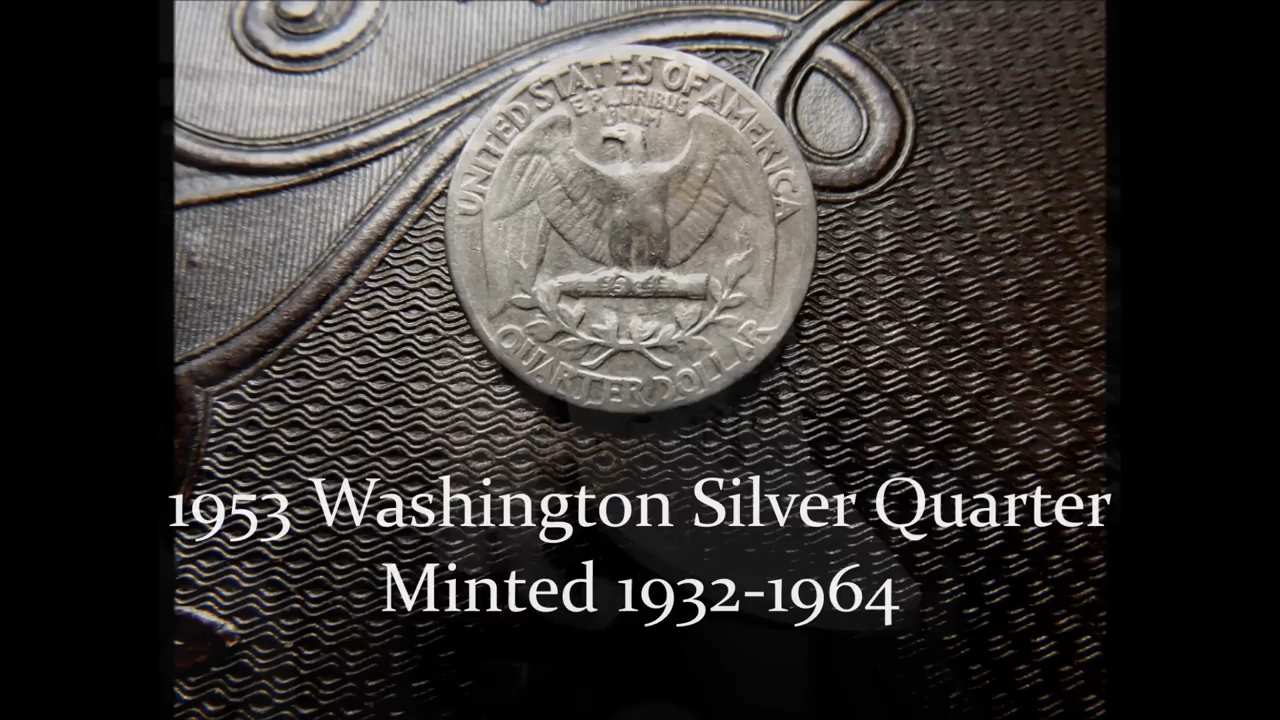 UNITED STATES OF AMERICA
E PLURIBUS
UNUM
QUARTER DOLLAR
1953 Washington Silver Quarter
Minted 1932-1964